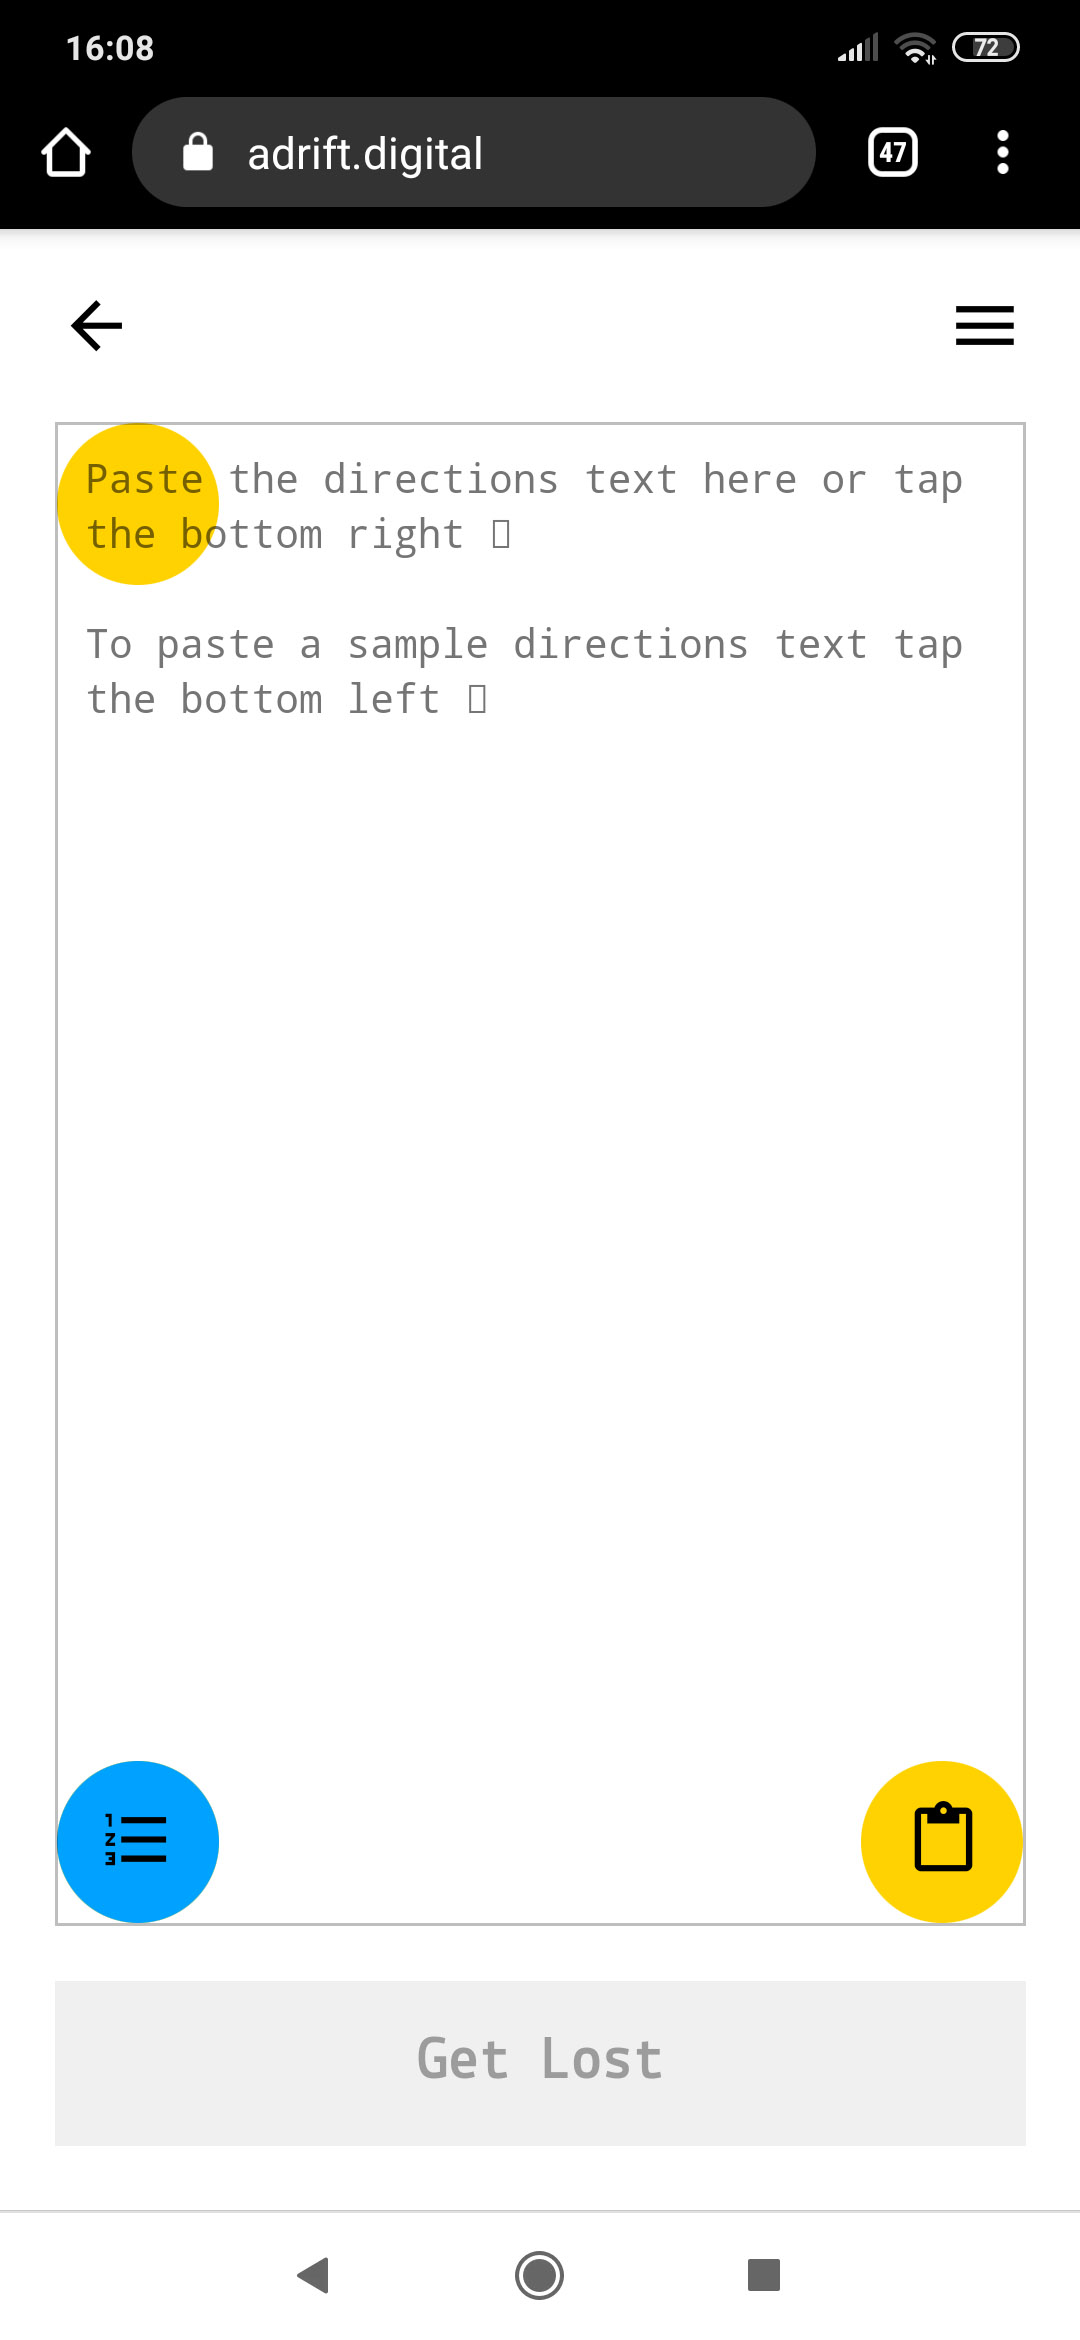 16:08
72
adrift.digital
47
Paste the directions text here or tap
the bottom right
To paste a sample directions text tap
the bottom left
1
2
3
Get Lost